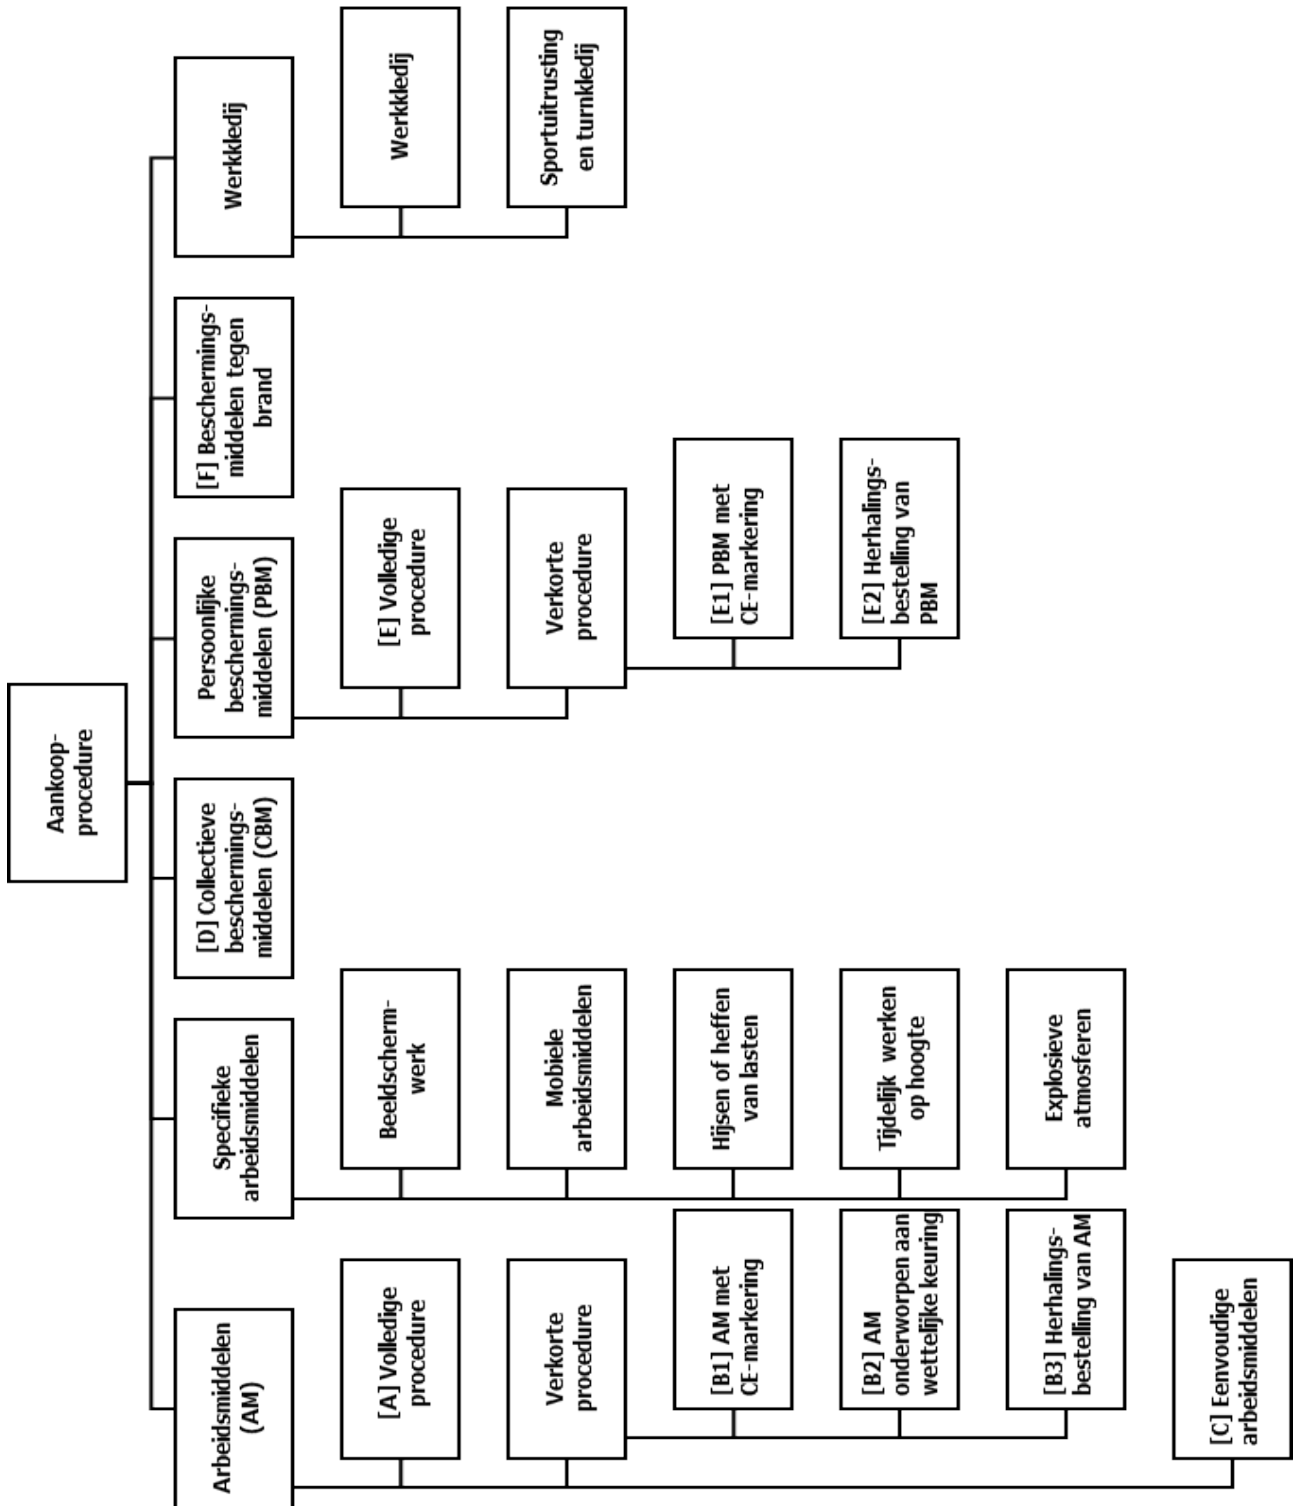 Aankoop-
procedure
Arbeidsmiddelen
(AM)
[A] Volledige
procedure
Verkorte
procedure
[B1] AM met
CE-markering
[B2] AM
onderworpen aan
wettelijke keuring
[B3] Herhalings-
bestelling van AM
[C] Eenvoudige
arbeidsmiddelen
Specifieke
arbeidsmiddelen
Beeldscherm-
werk
Mobiele
arbeidsmiddelen
Hijsen of heffen
van lasten
Tijdelijk werken
op hoogte
Explosieve
atmosferen
[D] Collectieve
beschermings-
middelen (CBM)
Persoonlijke
beschermings-
middelen (PBM)
[E] Volledige
procedure
Verkorte
procedure
[E1] PBM met
CE-markering
[E2] Herhalings-
bestelling van
PBM
[F] Beschermings-
middelen tegen
brand
Werkkledij
Werkkledij
Sportuitrusting
en turnkledij